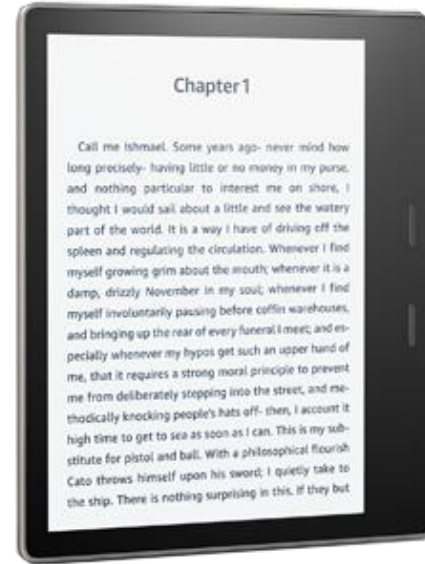 Chapter 1
Call me Ishmael. Some years ago- never mind how
long precisely- having little or no money in my purse,
and nothing particular to interest me on shore, I
thought I would sail about a little and see the watery
part of the world. It is a way I have of driving off the
spleen and regulating the circulation. Whenever I find
myself growing grim about the mouth; whenever it is a
damp, drizzly November in my soul; whenever I find
myself involuntarily pausing before coffin warehouses,
and bringing up the rear of every funeral I meet; and es-
pecially whenever my hypos get such an upper hand of
me, that it requires a strong moral principle to prevent
me from deliberately stepping into the street, and me-
thodically knocking people's hats off- then, I account it
high time to get to sea as soon as I can. This is my sub-
stitute for pistol and ball. With a philosophical flourish
Cato throws himself upon his sword; I quietly take to
the ship. There is nothing surprising in this. If they but